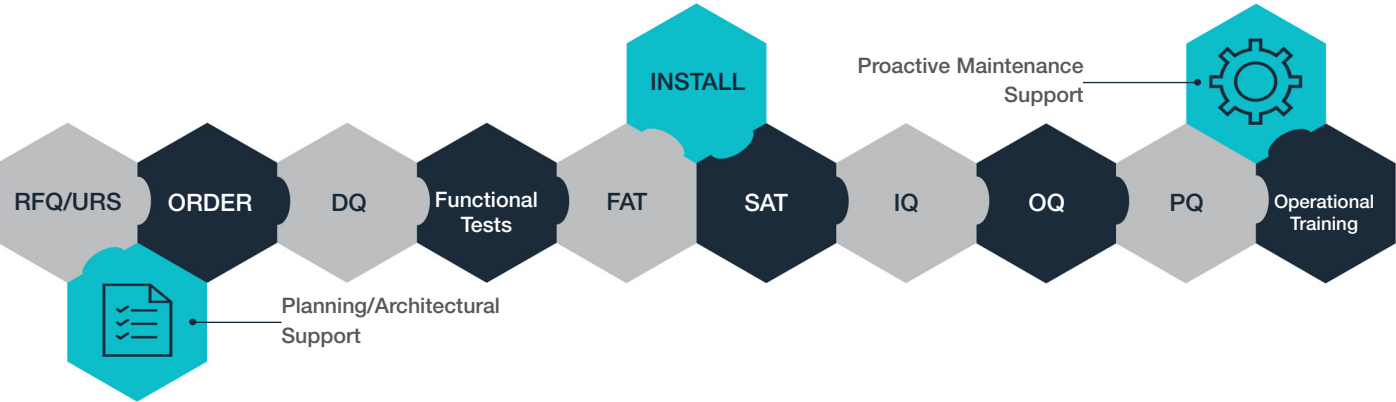 INSTALL
Proactive Maintenance
Support
RFQ/URS
ORDER
DQ
Functional
Tests
FAT
SAT
IQ
OQ
PQ
Operational
Training
Planning/Architectural
Support